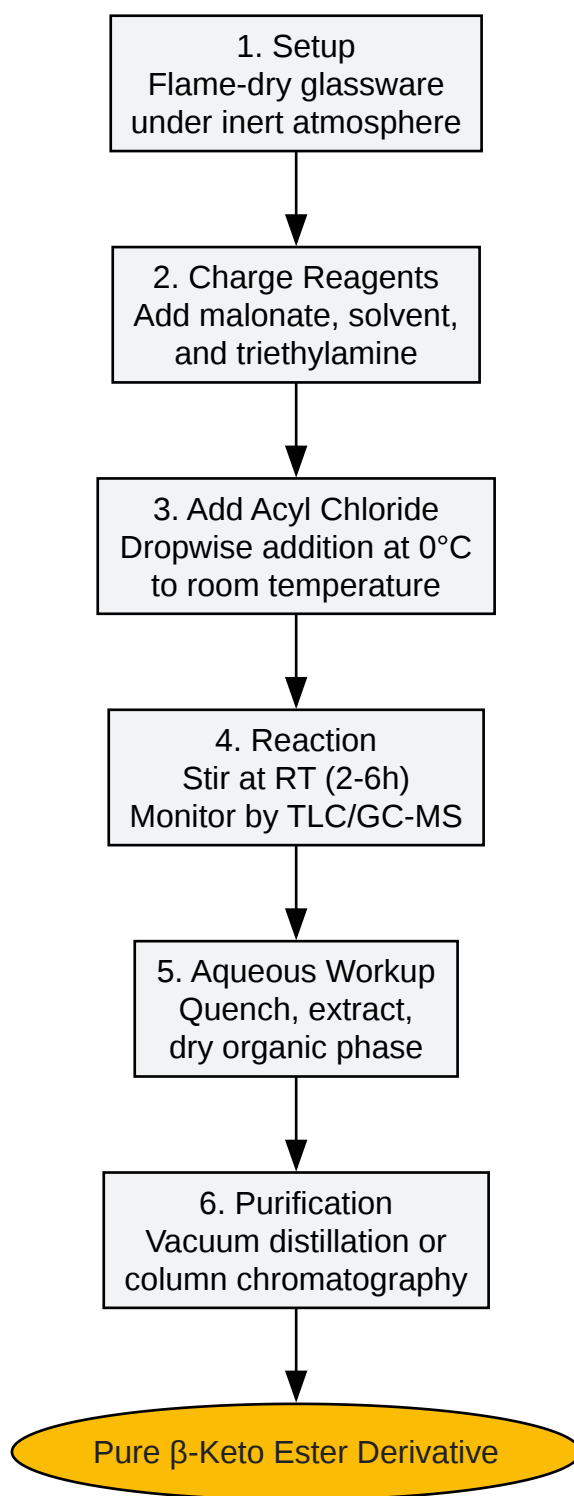 1. Setup
Flame-dry glassware
under inert atmosphere
2. Charge Reagents
Add malonate, solvent,
and triethylamine
3. Add Acyl Chloride
Dropwise addition at 0°C
to room temperature
4. Reaction
Stir at RT (2-6h)
Monitor by TLC/GC-MS
5. Aqueous Workup
Quench, extract,
dry organic phase
6. Purification
Vacuum distillation or
column chromatography
Pure β-Keto Ester Derivative